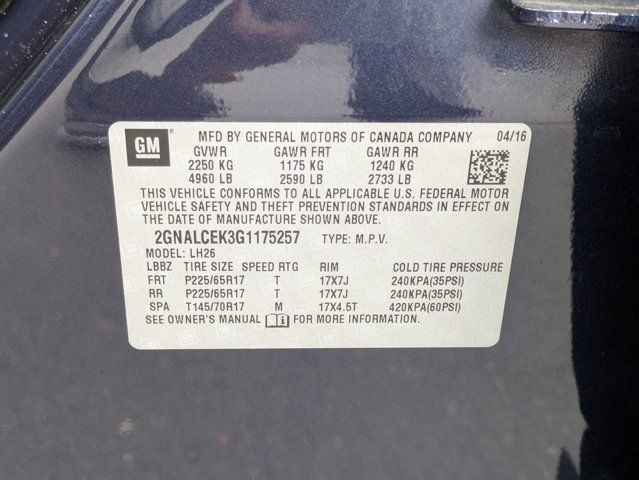 GM MFD BY GENERAL MOTORS OF CANADA COMPANY 04/16
GVWR GAWR FRT GAWR RR
2250 KG 1175 KG 1240 KG
4960 LB 2590 LB 2733 LB
THIS VEHICLE CONFORMS TO ALL APPLICABLE U.S. FEDERAL MOTOR
VEHICLE SAFETY AND THEFT PREVENTION STANDARDS IN EFFECT ON
THE DATE OF MANUFACTURE SHOWN ABOVE.
2GNALCEK3G1175257 TYPE: M.P.V.
MODEL: LH26
LBBZ TIRE SIZE SPEED RTG RIM COLD TIRE PRESSURE
FRT P225/65R17 T 17X7J 240KPA(35PSI)
RR P225/65R17 T 17X7J 240KPA(35PSI)
SPA T145/70R17 M 17X4.5T 420KPA(60PSI)
SEE OWNER'S MANUAL FOR MORE INFORMATION.